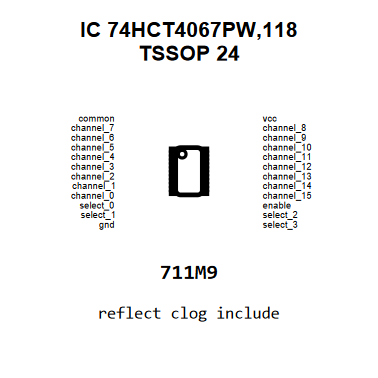 IC 74HCT4067PW,118
TSSOP 24
common
channel_7
channel_6
channel_5
channel_4
channel_3
channel_2
channel_1
channel_0
select_0
select_1
gnd
vcc
channel_8
channel_9
channel_10
channel_11
channel_12
channel_13
channel_14
channel_15
enable
select_2
select_3
711M9
reflect clog include